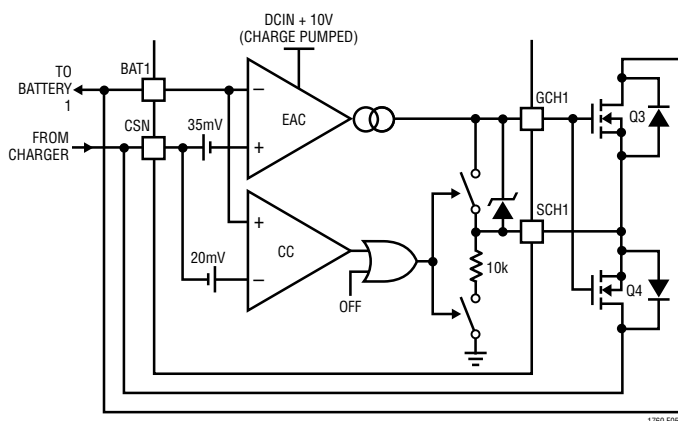 DCIN + 10V
(CHARGE PUMPED)
TO
BATTERY
1
BAT1
–
EAC
+
35mV
GCH1
Q3
FROM
CHARGER
CSN
+
CC
–
20mV
OFF
SCH1
10k
Q4